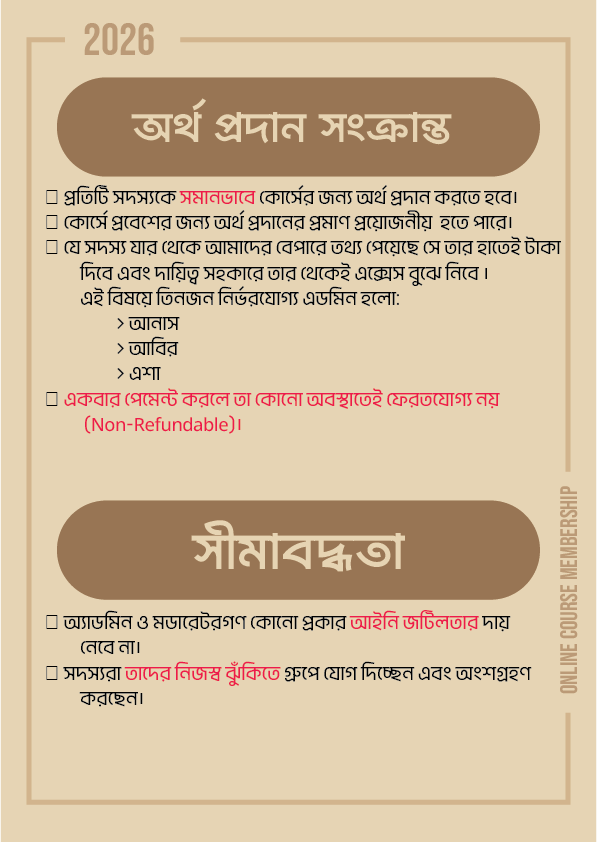 2026
অর্থ প্রদান সংক্রান্ত
□ প্রতিটি সদস্যকে সমানভাবে কোর্সের জন্য অর্থ প্রদান করতে হবে।
□ কোর্সে প্রবেশের জন্য অর্থ প্রদানের প্রমাণ প্রয়োজনীয় হতে পারে।
□ যে সদস্য যার থেকে আমাদের বেপারে তথ্য পেয়েছে সে তার হাতেই টাকা
দিবে এবং দায়িত্ব সহকারে তার থেকেই এক্সেস বুঝে নিবে ।
এই বিষয়ে তিনজন নির্ভরযোগ্য এডমিন হলো:
> আনাস
> আবির
> এশা
□ একবার পেমেন্ট করলে তা কোনো অবস্থাতেই ফেরতযোগ্য নয়
(Non-Refundable)।
সীমাবদ্ধতা
□ অ্যাডমিন ও মডারেটরগণ কোনো প্রকার আইনি জটিলতার দায়
নেবে না।
□ সদস্যরা তাদের নিজস্ব ঝুঁকিতে গ্রুপে যোগ দিচ্ছেন এবং অংশগ্রহণ
করছেন।
ONLINE COURSE MEMBERSHIP